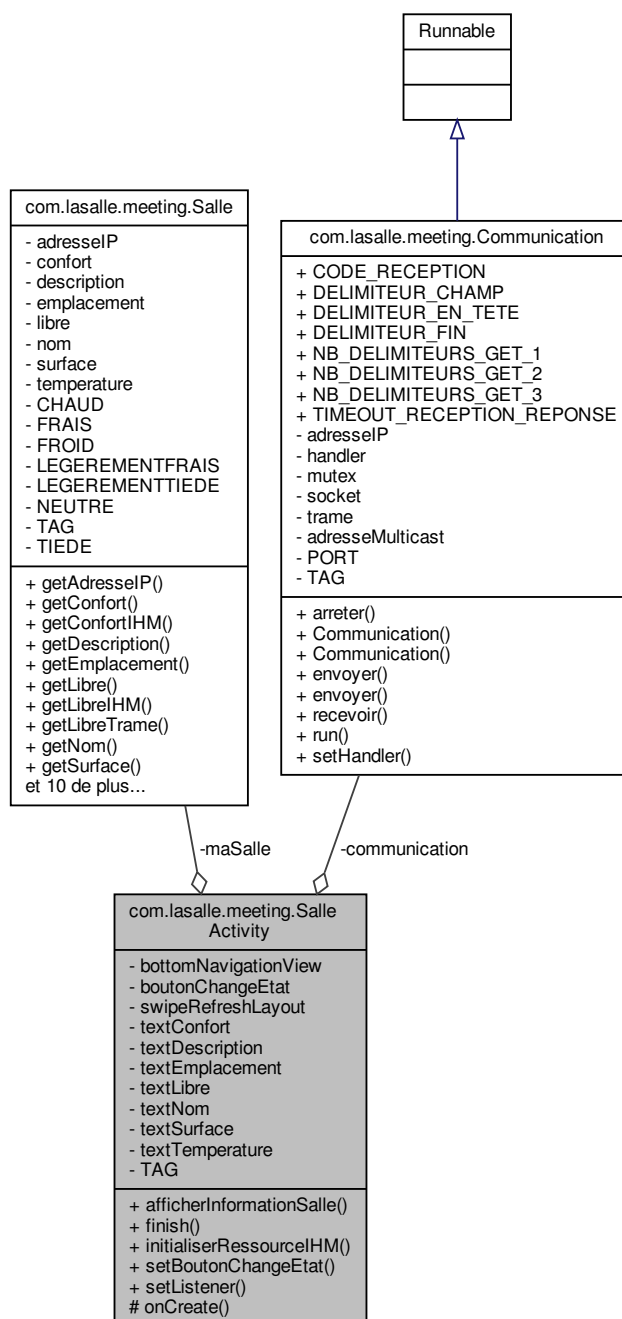 Runnable
com.lasalle.meeting.Salle
- adresseIP
- confort
- description
- emplacement
- libre
- nom
- surface
- temperature
- CHAUD
- FRAIS
- FROID
- LEGEREMENTFRAIS
- LEGEREMENTTIEDE
- NEUTRE
- TAG
- TIEDE
+ getAdresseIP()
+ getConfort()
+ getConfortIHM()
+ getDescription()
+ getEmplacement()
+ getLibre()
+ getLibreIHM()
+ getLibreTrame()
+ getNom()
+ getSurface()
et 10 de plus...
com.lasalle.meeting.Communication
+ CODE_RECEPTION
+ DELIMITEUR_CHAMP
+ DELIMITEUR_EN_TETE
+ DELIMITEUR_FIN
+ NB_DELIMITEURS_GET_1
+ NB_DELIMITEURS_GET_2
+ NB_DELIMITEURS_GET_3
+ TIMEOUT_RECEPTION_REPONSE
- adresseIP
- handler
- mutex
- socket
- trame
- adresseMulticast
- PORT
- TAG
+ arreter()
+ Communication()
+ Communication()
+ envoyer()
+ envoyer()
+ recevoir()
+ run()
+ setHandler()
-maSalle
-communication
com.lasalle.meeting.Salle
Activity
- bottomNavigationView
- boutonChangeEtat
- swipeRefreshLayout
- textConfort
- textDescription
- textEmplacement
- textLibre
- textNom
- textSurface
- textTemperature
- TAG
+ afficherInformationSalle()
+ finish()
+ initialiserRessourceIHM()
+ setBoutonChangeEtat()
+ setListener()
# onCreate()